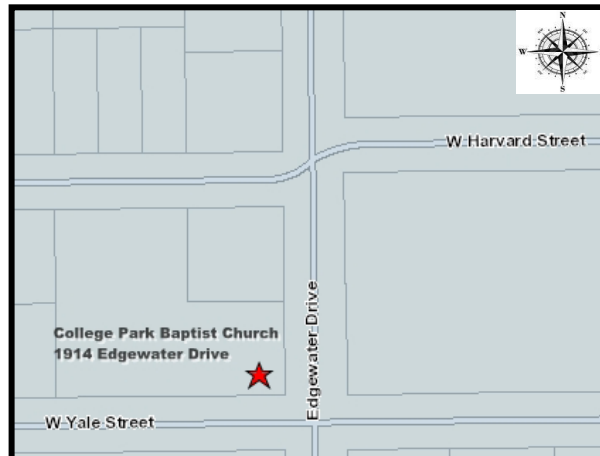 N
W
E
S
W Harvard Street
Edgewater Drive
College Park Baptist Church
1914 Edgewater Drive
W Yale Street